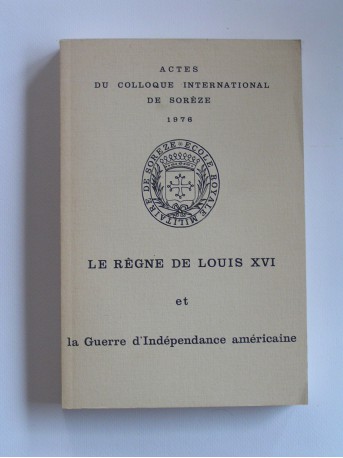 ACTES
DU COLLOQUE INTERNATIONAL
DE SORÈZE
1976
ÉCOLE ROYALE MILITAIRE DE SORÈZE
LE RÈGNE DE LOUIS XVI
et
la Guerre d'Indépendance américaine